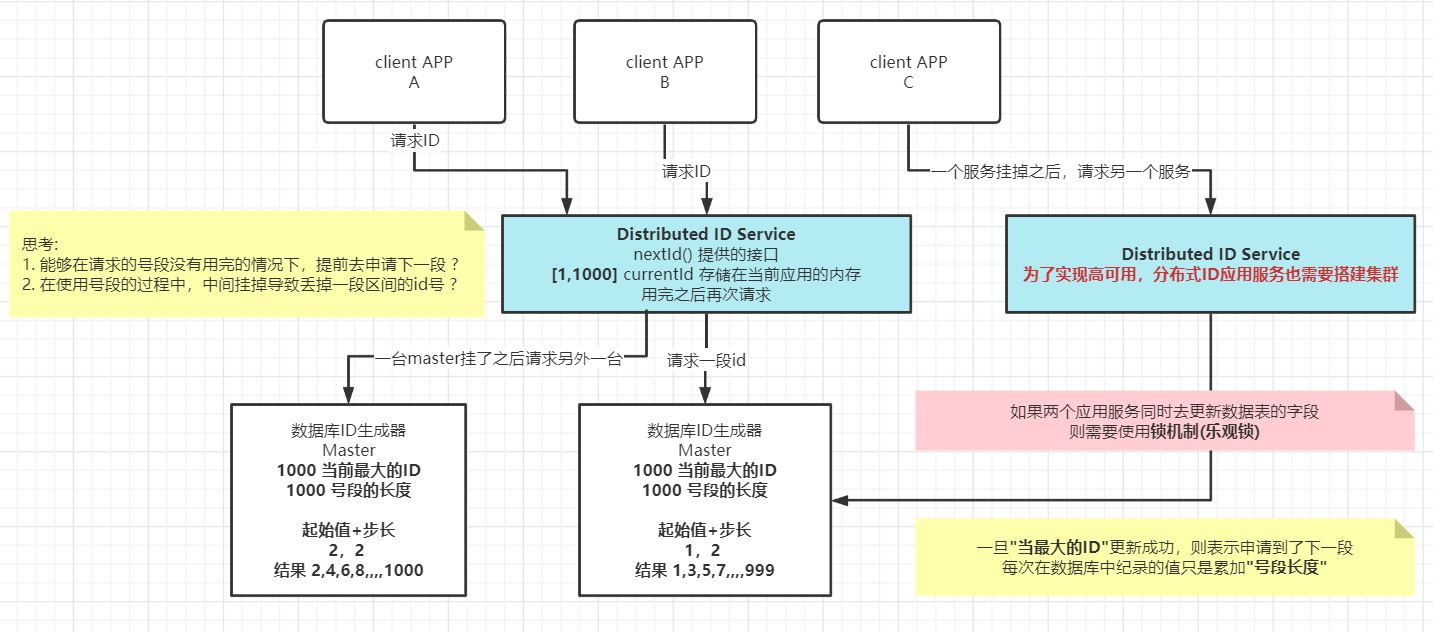 client APP
A
client APP
B
client APP
C
请求ID
请求ID
一个服务挂掉之后，请求另一个服务
思考:
1. 能够在请求的号段没有用完的情况下，提前去申请下一段？
2. 在使用号段的过程中，中间挂掉导致丢掉一段区间的id号？
Distributed ID Service
nextId() 提供的接口
[1,1000] currentId 存储在当前应用的内存
用完之后再次请求
Distributed ID Service
为了实现高可用，分布式ID应用服务也需要搭建集群
一台master挂了之后请求另外一台
请求一段id
数据库ID生成器
Master
1000 当前最大的ID
1000 号段的长度
起始值+步长
2，2
结果 2,4,6,8,,,,1000
数据库ID生成器
Master
1000 当前最大的ID
1000 号段的长度
起始值+步长
1，2
结果 1,3,5,7,,,,999
如果两个应用服务同时去更新数据表的字段
则需要使用锁机制(乐观锁)
一旦"当最大的ID"更新成功，则表示申请到了下一段
每次在数据库中纪录的值只是累加"号段长度"